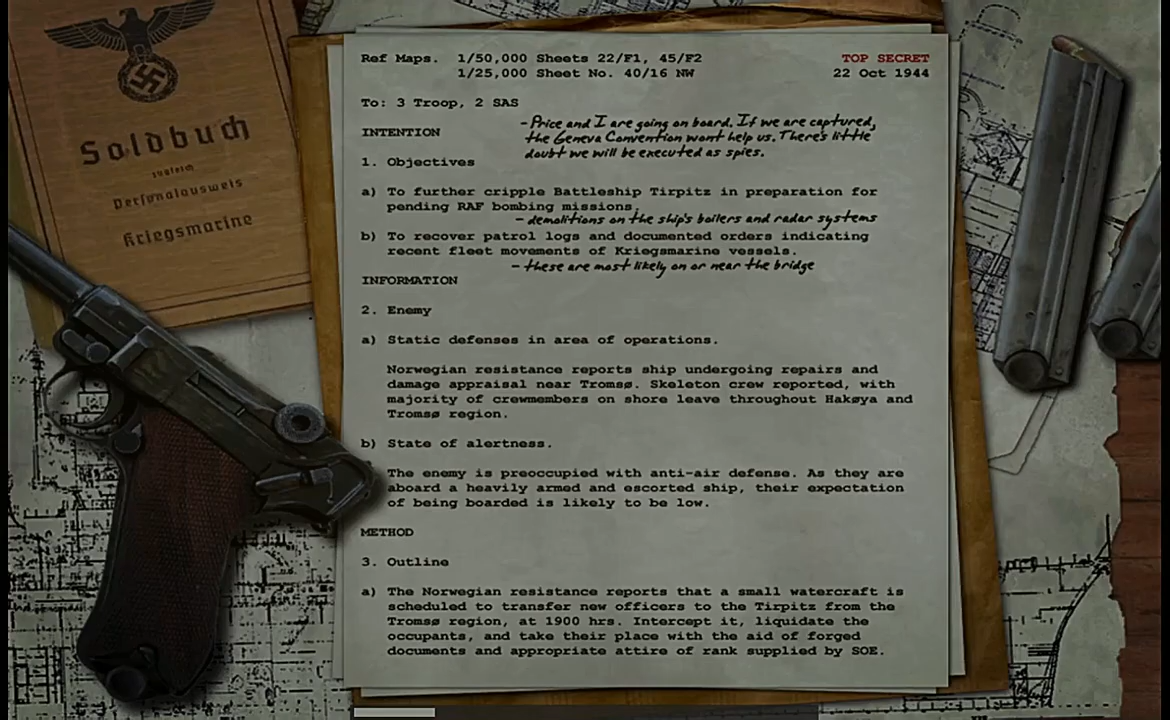 Soldbuch
zugleich
Personalausweis
Kriegsmarine
Ref Maps. 1/50,000 Sheets 22/F1, 45/F2
1/25,000 Sheet No. 40/16 NW
TOP SECRET
22 Oct 1944
To: 3 Troop, 2 SAS
- Price and I are going on board. If we are captured,
the Geneva Convention wont help us. There's little
doubt we will be executed as spies.
INTENTION
1. Objectives
a) To further cripple Battleship Tirpitz in preparation for
pending RAF bombing missions.
- demolitions on the ship's boilers and radar systems
b) To recover patrol logs and documented orders indicating
recent fleet movements of Kriegsmarine vessels.
- these are most likely on or near the bridge
INFORMATION
2. Enemy
a) Static defenses in area of operations.
Norwegian resistance reports ship undergoing repairs and
damage appraisal near Tromsø. Skeleton crew reported, with
majority of crewmembers on shore leave throughout Hakøya and
Tromsø region.
b) State of alertness.
The enemy is preoccupied with anti-air defense. As they are
aboard a heavily armed and escorted ship, their expectation
of being boarded is likely to be low.
METHOD
3. Outline
a) The Norwegian resistance reports that a small watercraft is
scheduled to transfer new officers to the Tirpitz from the
Tromsø region, at 1900 hrs. Intercept it, liquidate the
occupants, and take their place with the aid of forged
documents and appropriate attire of rank supplied by SOE.